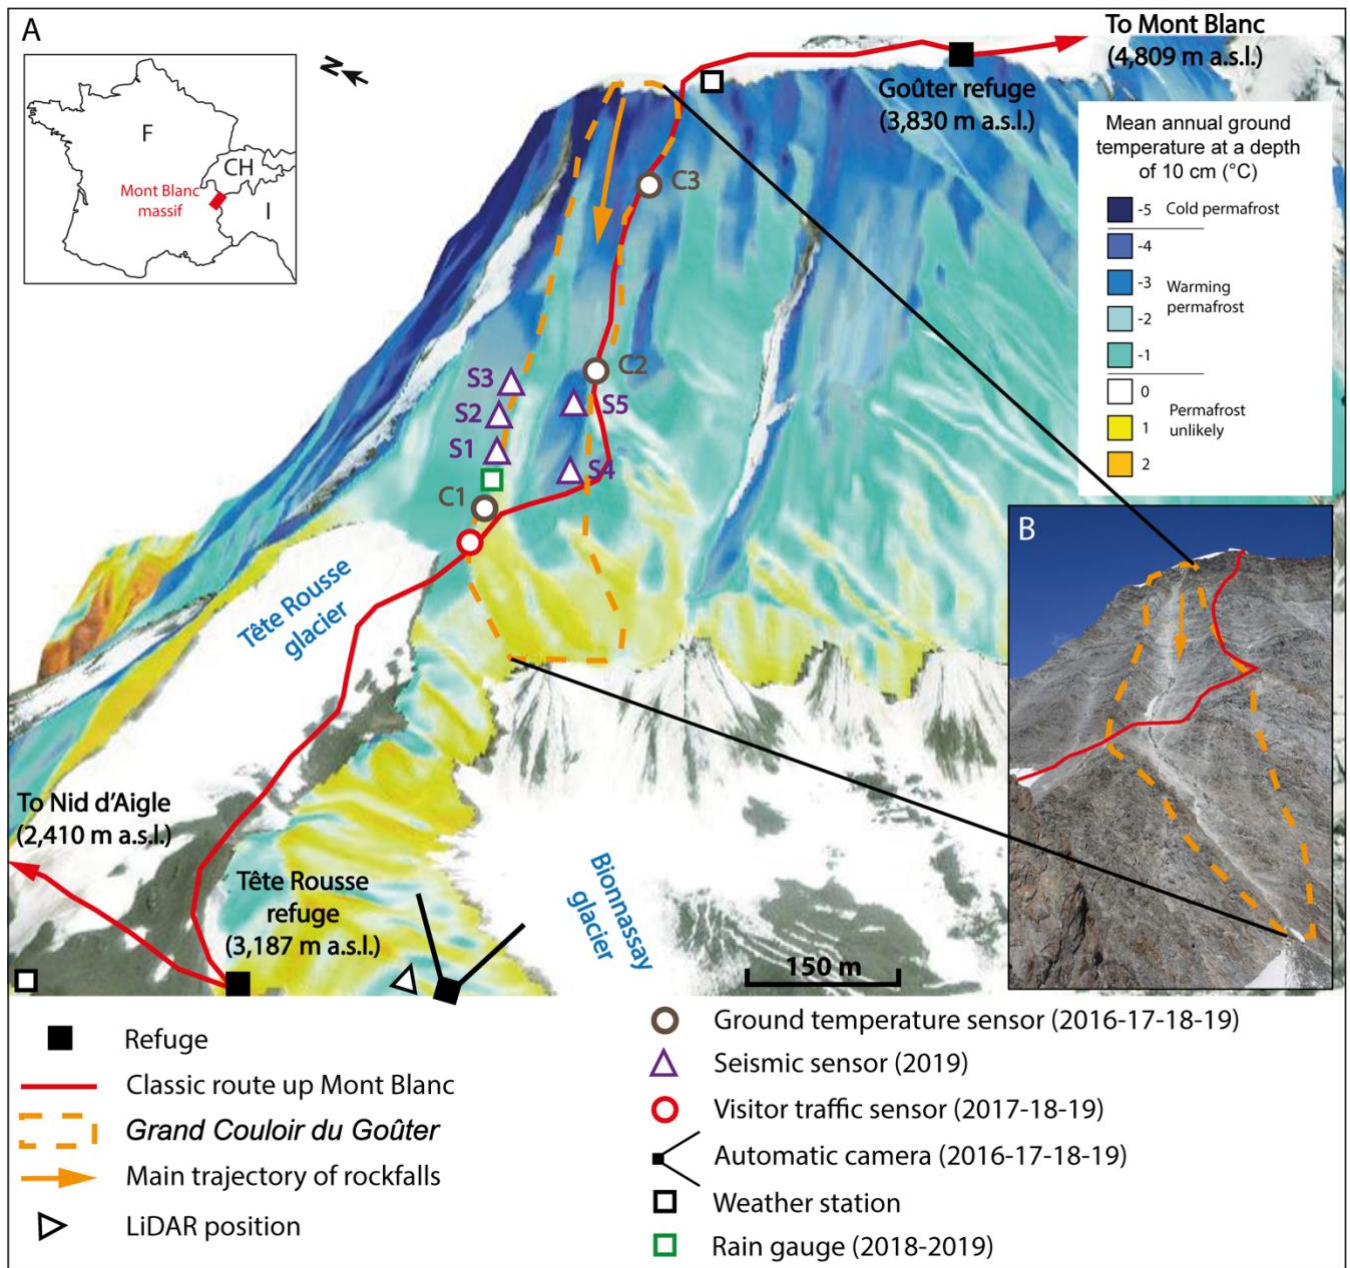 A
N
F
CH
I
Mont Blanc
massif
To Mont Blanc
(4,809 m a.s.l.)
Goûter refuge
(3,830 m a.s.l.)
Mean annual ground
temperature at a depth
of 10 cm (°C)
-5 Cold permafrost
-4
-3
Warming
permafrost
-2
-1
0
Permafrost
unlikely
1
2
C3
C2
S3
S2
S1
S5
S4
C1
Tête Rousse
glacier
B
To Nid d'Aigle
(2,410 m a.s.l.)
Tête Rousse
refuge
(3,187 m a.s.l.)
Bionnassay
glacier
150 m
Refuge
Classic route up Mont Blanc
Grand Couloir du Goûter
Main trajectory of rockfalls
LiDAR position
Ground temperature sensor (2016-17-18-19)
Seismic sensor (2019)
Visitor traffic sensor (2017-18-19)
Automatic camera (2016-17-18-19)
Weather station
Rain gauge (2018-2019)